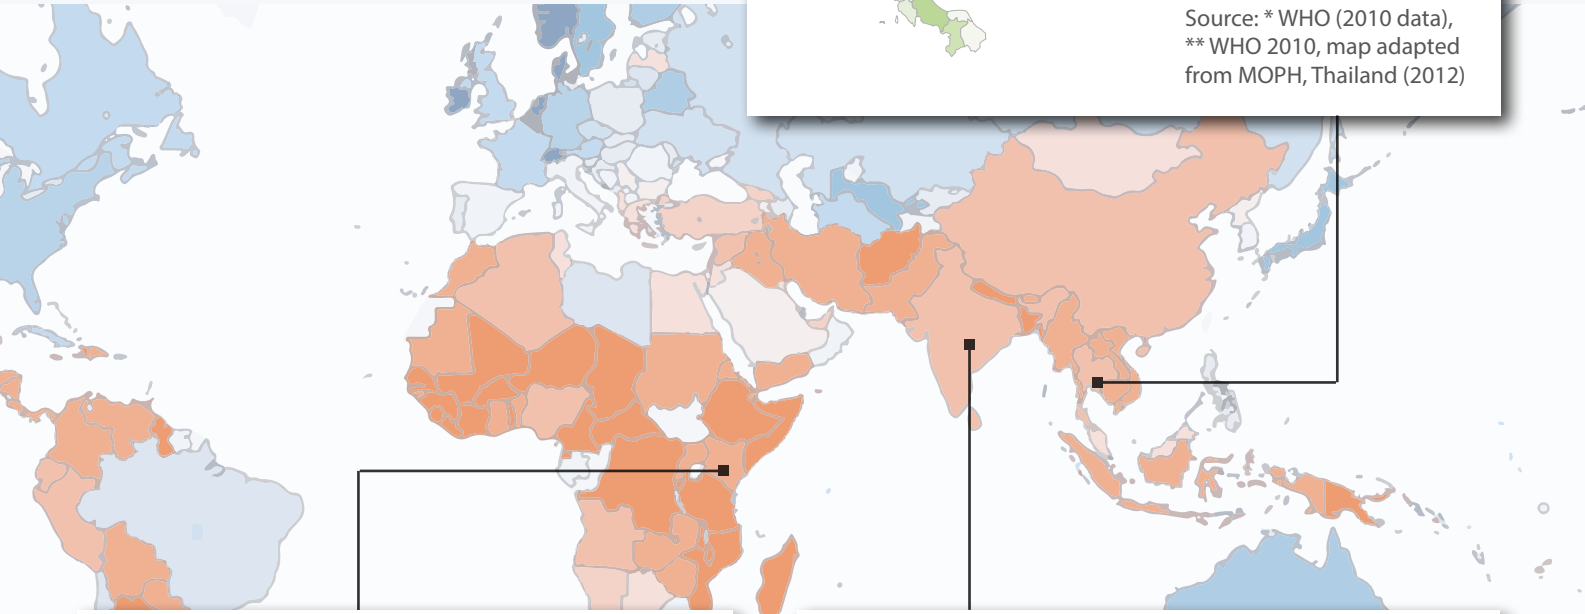 Source: * WHO (2010 data),
** WHO 2010, map adapted
from MOPH, Thailand (2012)